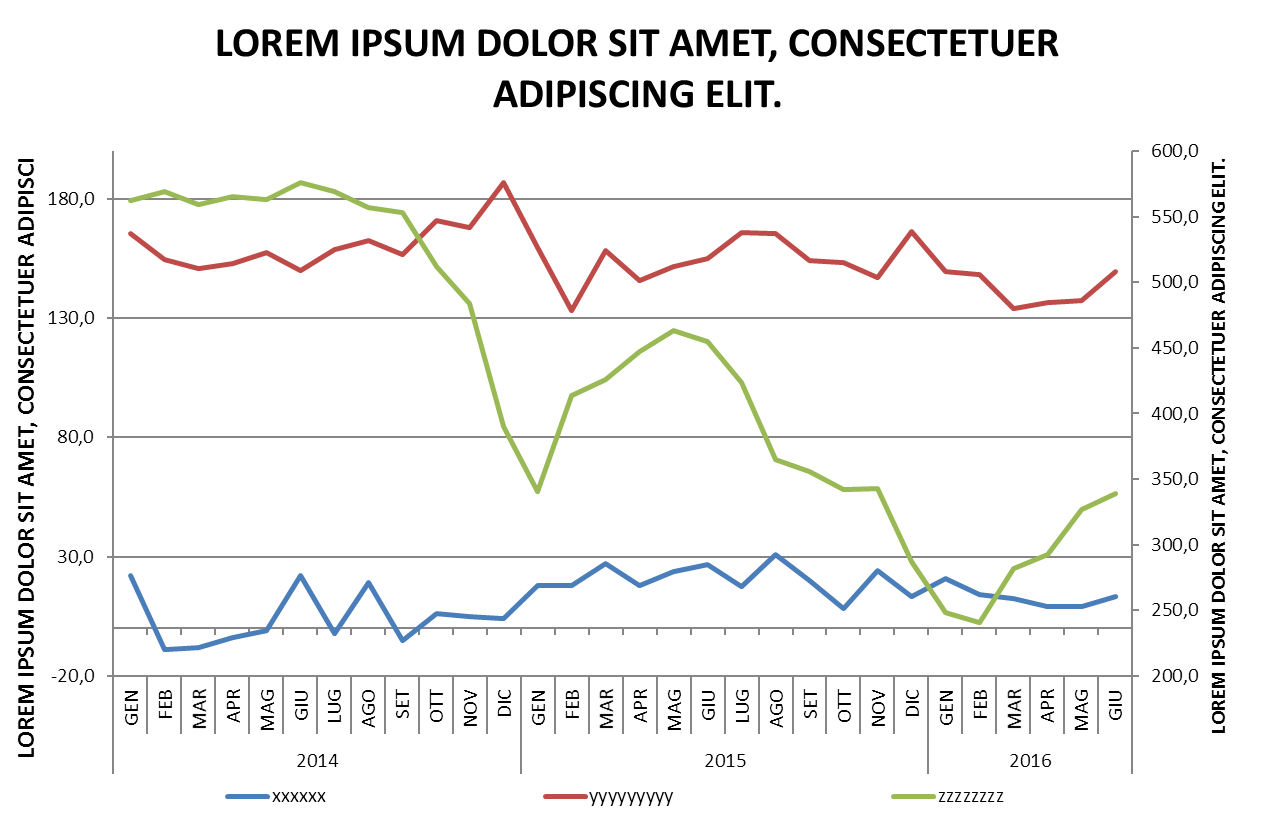 LOREM IPSUM DOLOR SIT AMET, CONSECTETUER
ADIPISCING ELIT.
LOREM IPSUM DOLOR SIT AMET, CONSECTETUER ADIPISCI
180,0
130,0
80,0
30,0
-20,0
600,0
550,0
500,0
450,0
400,0
350,0
300,0
250,0
200,0
LOREM IPSUM DOLOR SIT AMET, CONSECTETUER ADIPISCING ELIT.
GEN FEB MAR APR MAG GIU LUG AGO SET OTT NOV DIC GEN FEB MAR APR MAG GIU LUG AGO SET OTT NOV DIC GEN FEB MAR APR MAG GIU
2014 2015 2016
xxxxxx yyyyyyyyy zzzzzzzz